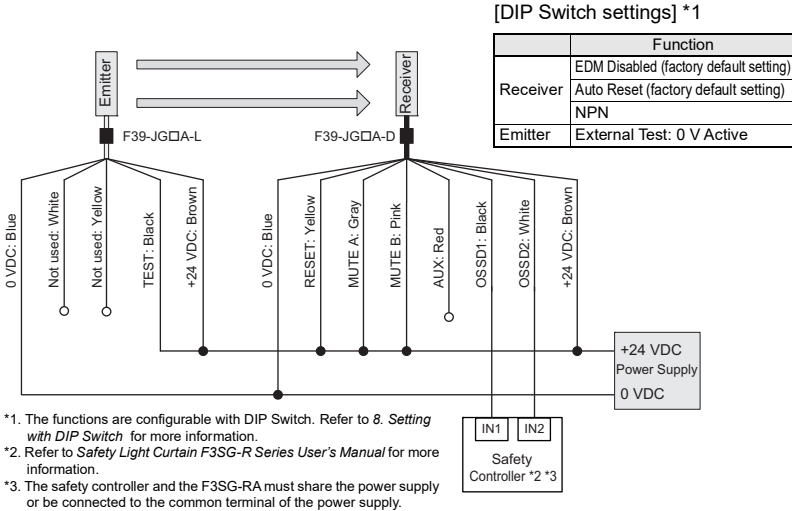 [DIP Switch settings] *1
Function
Receiver
EDM Disabled (factory default setting)
Auto Reset (factory default setting)
NPN
Emitter
External Test: 0 V Active
Emitter
Receiver
F39-JG□A-L
F39-JG□A-D
0 VDC: Blue
Not used: White
Not used: Yellow
TEST: Black
+24 VDC: Brown
0 VDC: Blue
RESET: Yellow
MUTE A: Gray
MUTE B: Pink
AUX: Red
OSSD1: Black
OSSD2: White
+24 VDC: Brown
+24 VDC
Power Supply
0 VDC
IN1
IN2
Safety
Controller *2 *3
*1. The functions are configurable with DIP Switch. Refer to 8. Setting
with DIP Switch for more information.
*2. Refer to Safety Light Curtain F3SG-R Series User's Manual for more
information.
*3. The safety controller and the F3SG-RA must share the power supply
or be connected to the common terminal of the power supply.